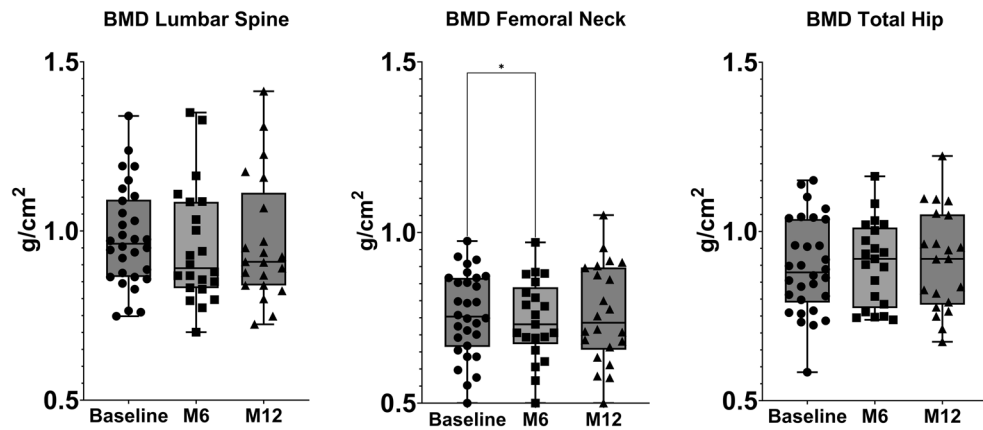 BMD Lumbar Spine
1.5
1.0
0.5
g/cm²
Baseline M6 M12
BMD Femoral Neck
1.5
1.0
0.5
g/cm²
*
Baseline M6 M12
BMD Total Hip
1.5
1.0
0.5
g/cm²
Baseline M6 M12